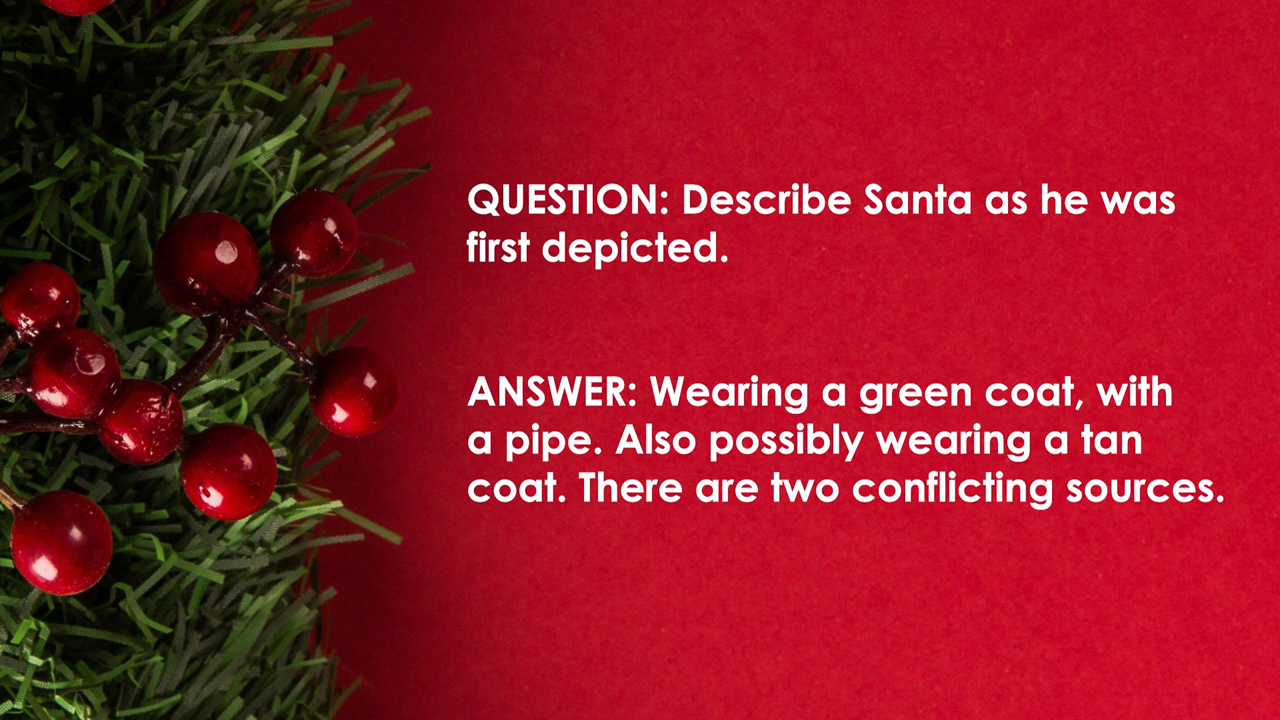 QUESTION: Describe Santa as he was
first depicted.
ANSWER: Wearing a green coat, with
a pipe. Also possibly wearing a tan
coat. There are two conflicting sources.